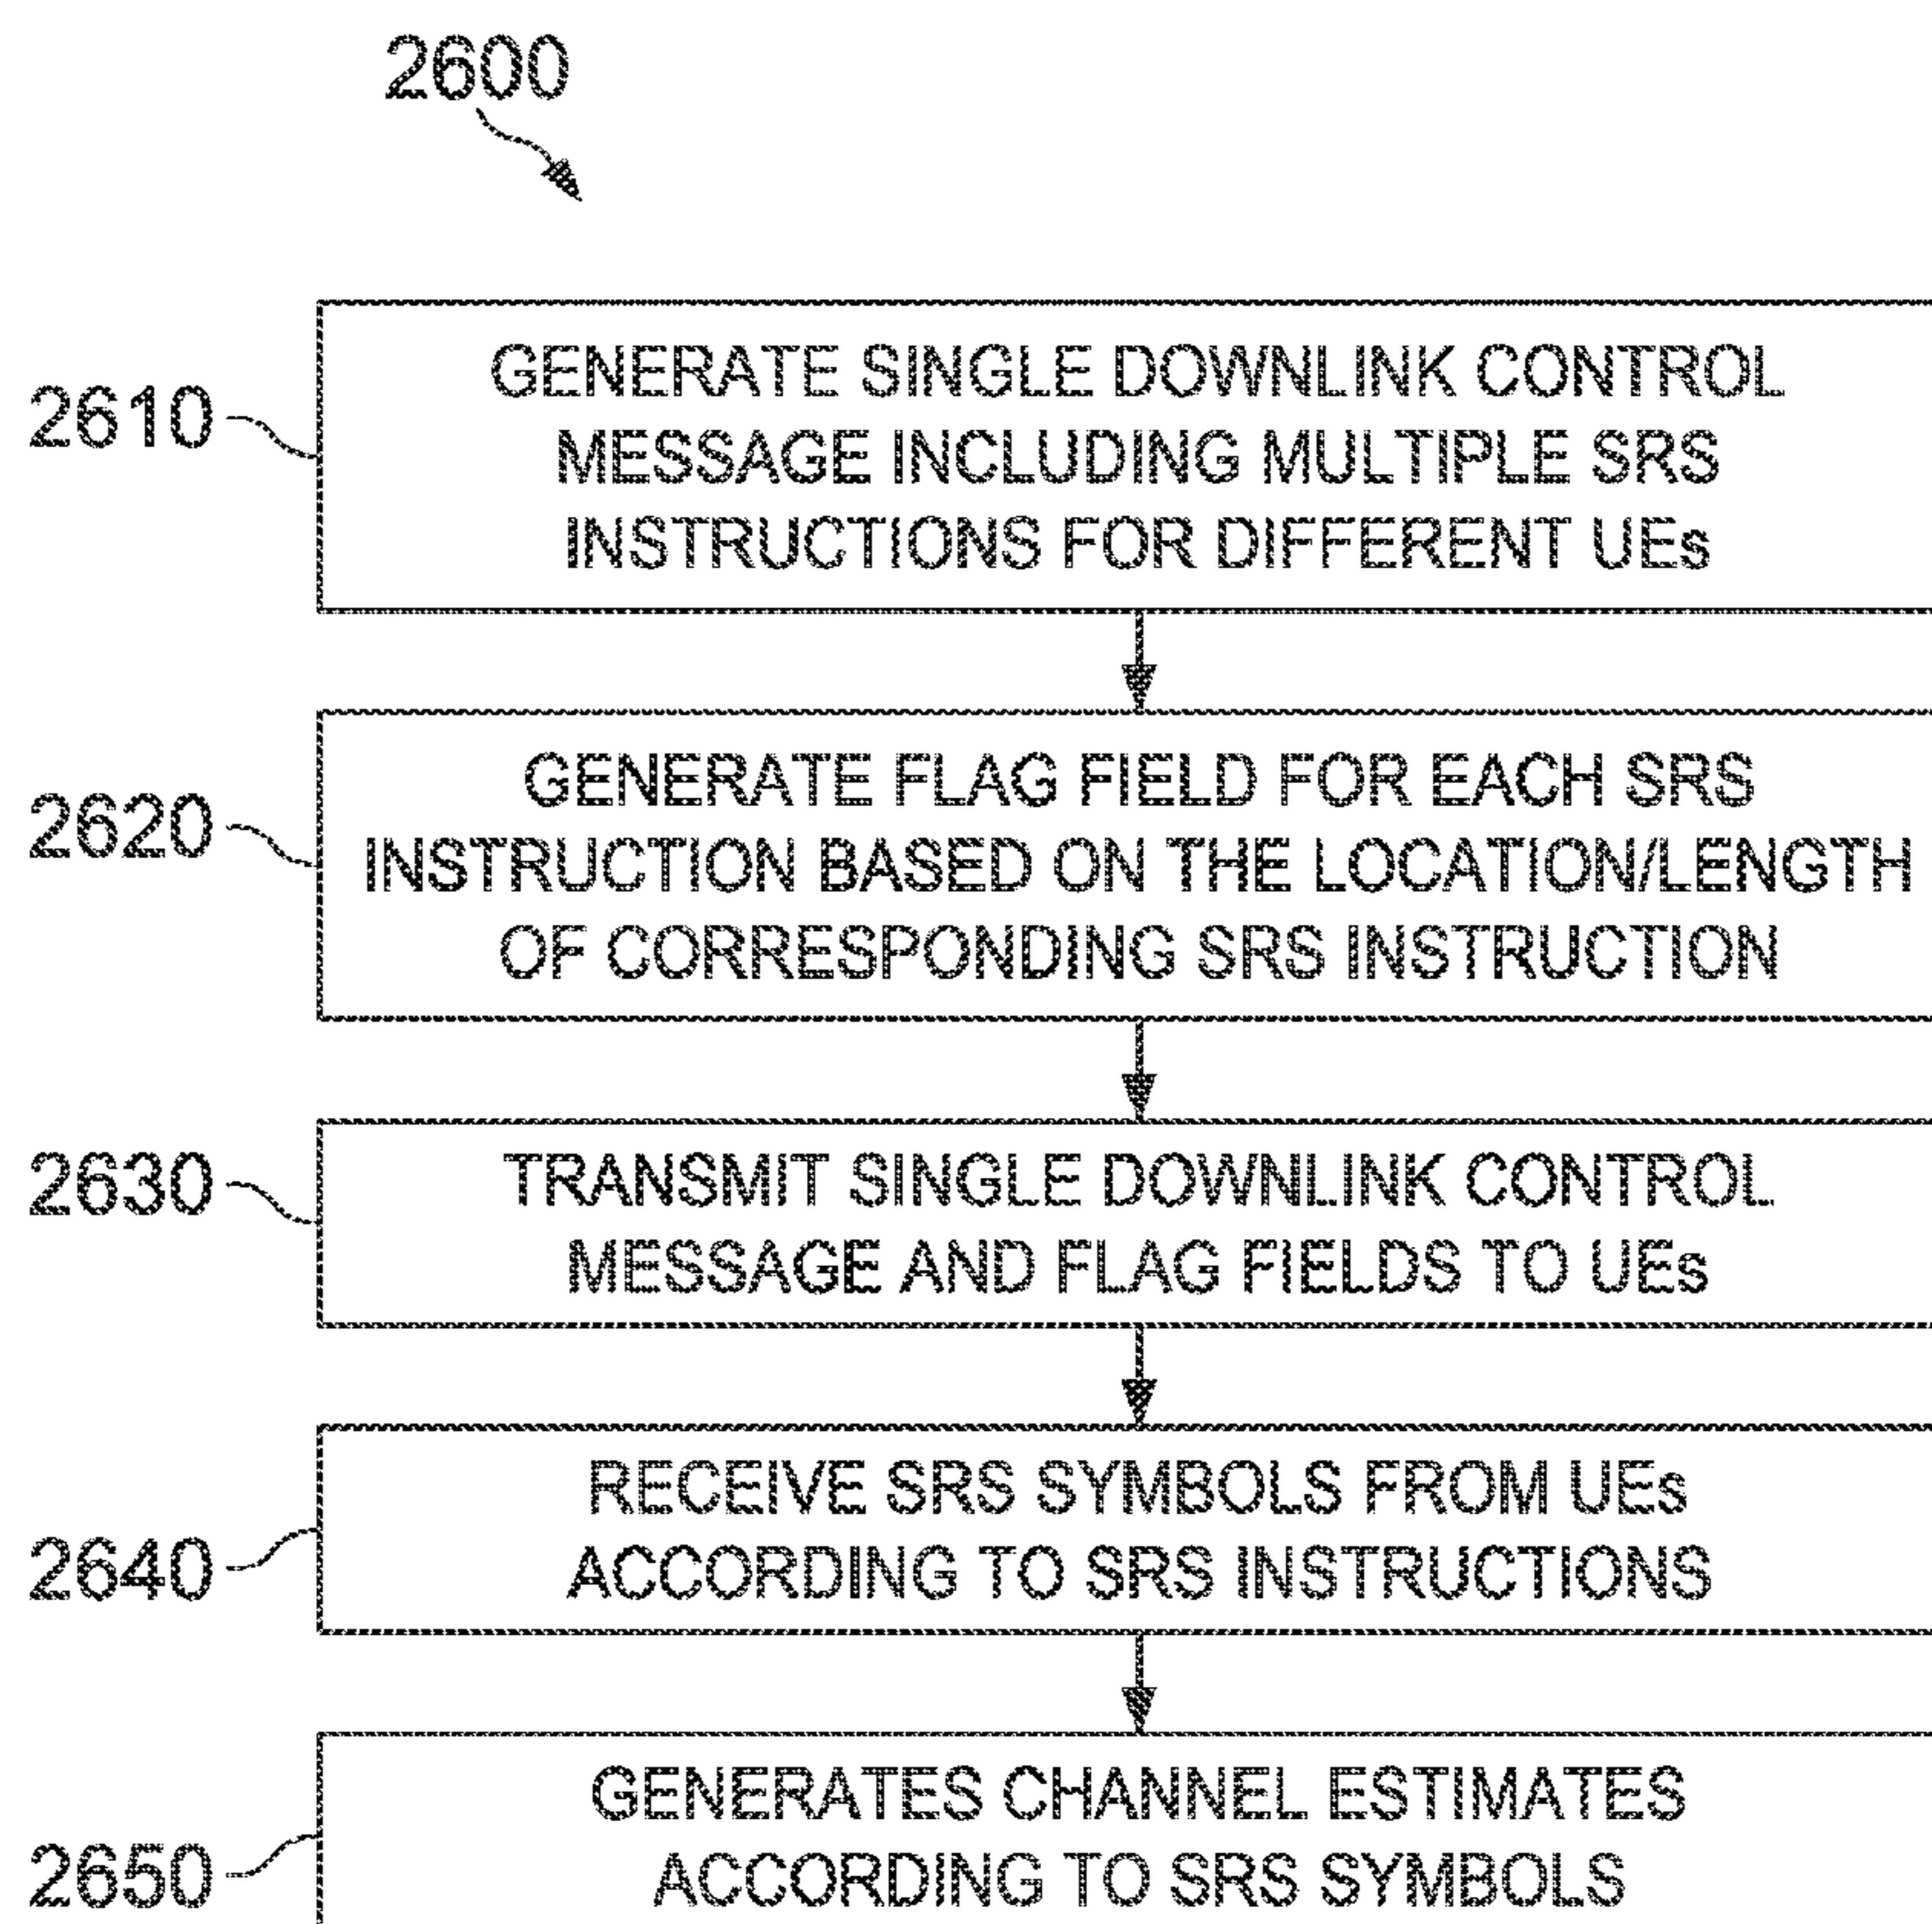 2600
2610
GENERATE SINGLE DOWNLINK CONTROL
MESSAGE INCLUDING MULTIPLE SRS
INSTRUCTIONS FOR DIFFERENT UEs
2620
GENERATE FLAG FIELD FOR EACH SRS
INSTRUCTION BASED ON THE LOCATION/LENGTH
OF CORRESPONDING SRS INSTRUCTION
2630
TRANSMIT SINGLE DOWNLINK CONTROL
MESSAGE AND FLAG FIELDS TO UEs
2640
RECEIVE SRS SYMBOLS FROM UEs
ACCORDING TO SRS INSTRUCTIONS
2650
GENERATES CHANNEL ESTIMATES
ACCORDING TO SRS SYMBOLS